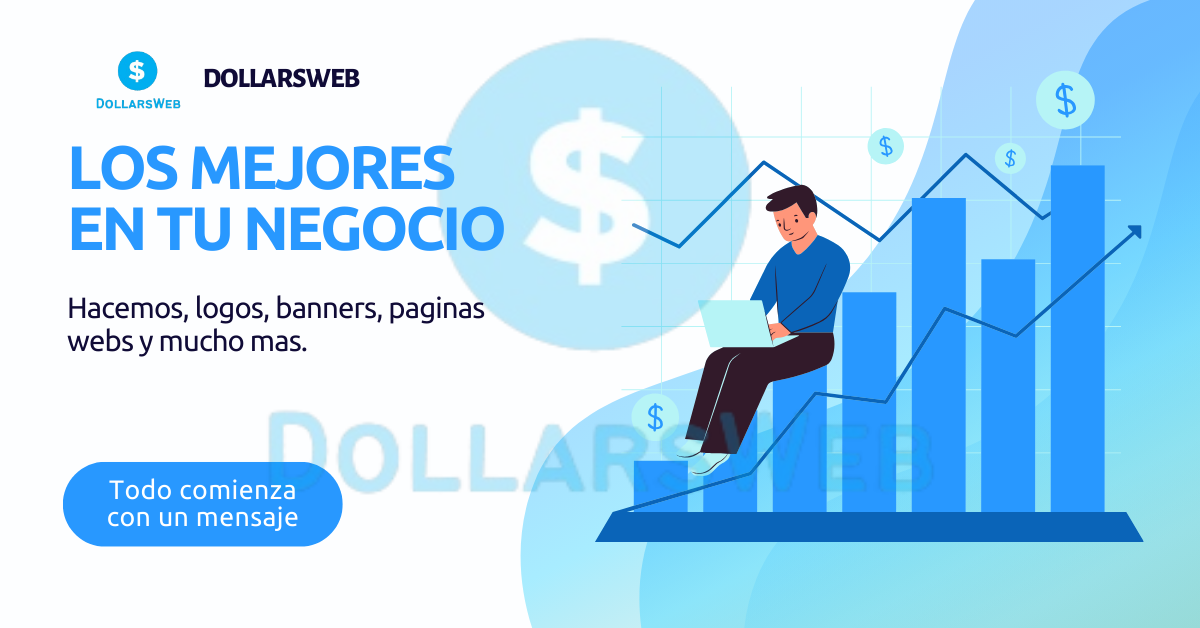 $
DOLLARSWEB
DOLLARSWEB
LOS MEJORES
EN TU NEGOCIO
Hacemos, logos, banners, paginas
webs y mucho mas.
Todo comienza
con un mensaje
$
DOLLARSWEB
$
$
$
$